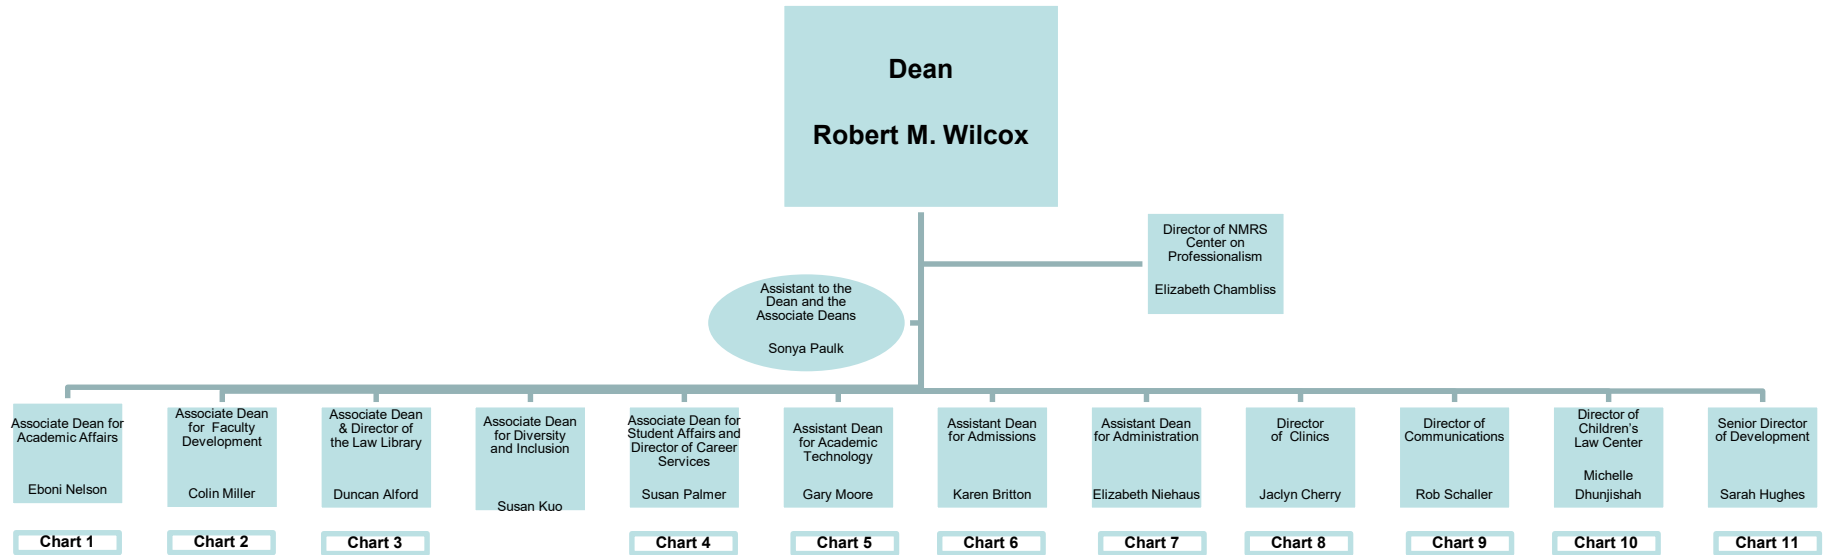 Dean
Robert M. Wilcox
Director of NMRS
Center on
Professionalism
Elizabeth Chambliss
Assistant to the
Dean and the
Associate Deans
Sonya Paulk
Associate Dean for
Academic Affairs
Eboni Nelson
Associate Dean
for Faculty
Development
Colin Miller
Associate Dean
& Director of
the Law Library
Duncan Alford
Associate Dean
for Diversity
and Inclusion
Susan Kuo
Associate Dean for
Student Affairs and
Director of Career
Services
Susan Palmer
Assistant Dean
for Academic
Technology
Gary Moore
Assistant Dean
for Admissions
Karen Britton
Assistant Dean
for Administration
Elizabeth Niehaus
Director
of Clinics
Jaclyn Cherry
Director of
Communications
Rob Schaller
Director of
Children’s
Law Center
Michelle
Dhunjishah
Senior Director
of Development
Sarah Hughes
Chart 1
Chart 2
Chart 3
Chart 4
Chart 5
Chart 6
Chart 7
Chart 8
Chart 9
Chart 10
Chart 11